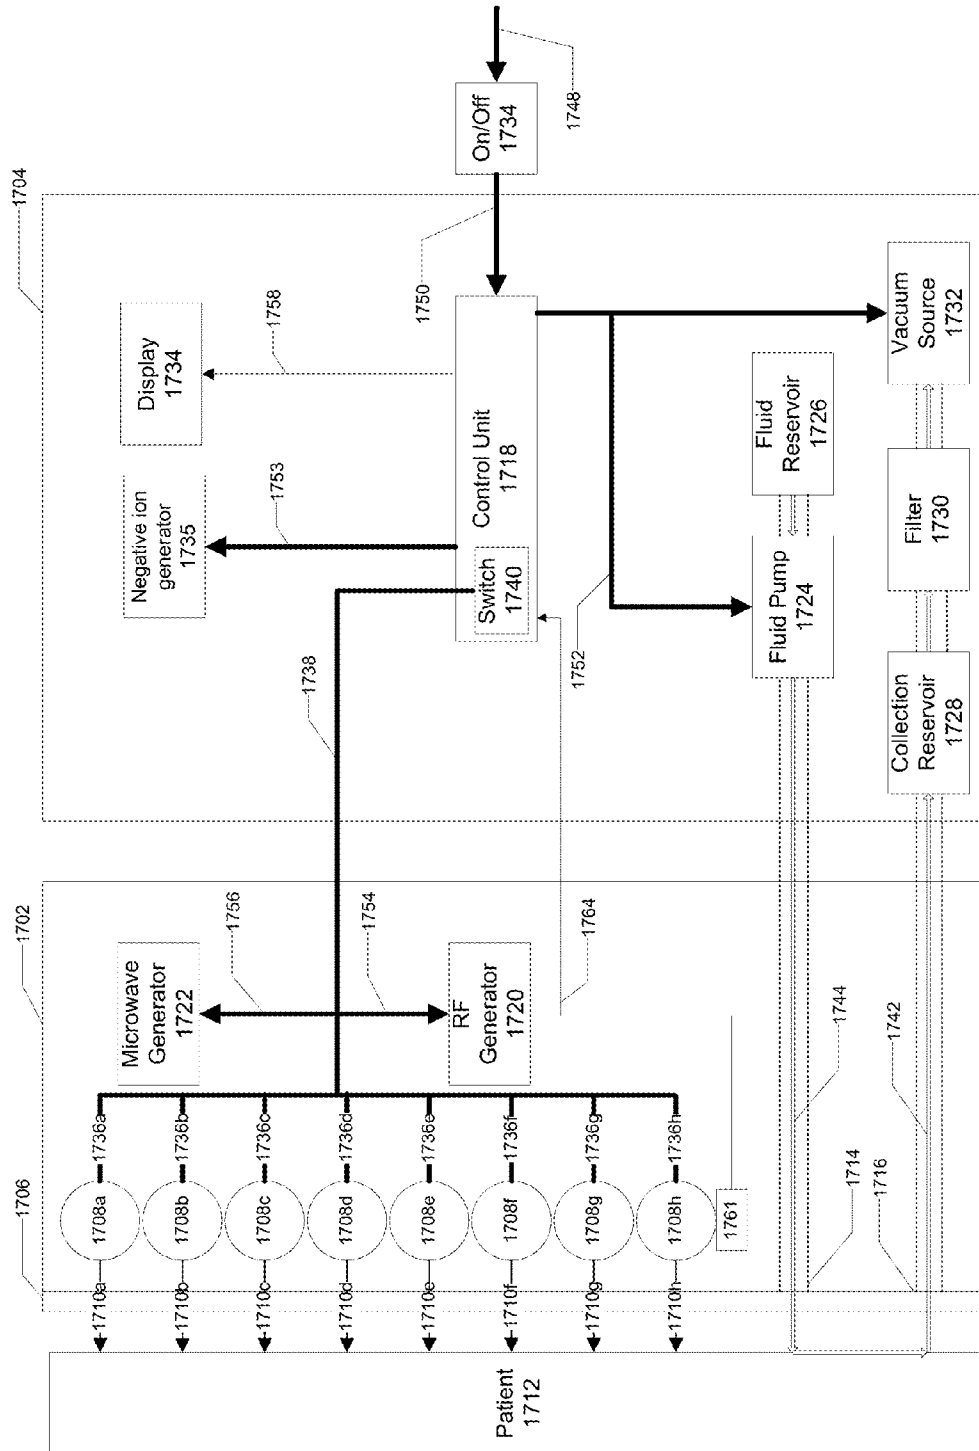 1706
1702
1704
Patient
1712
1710a
1710b
1710c
1710d
1710e
1710f
1710g
1710h
1708a
1708b
1708c
1708d
1708e
1708f
1708g
1708h
1761
1736a
1736b
1736c
1736d
1736e
1736f
1736g
1736h
Microwave
Generator
1722
1756
1754
RF
Generator
1720
1764
1714
1716
1744
1742
1738
Negative ion
generator
1735
1753
Display
1734
1758
Switch
1740
Control Unit
1718
1750
On/Off
1734
1748
1752
Fluid Pump
1724
Fluid
Reservoir
1726
Collection
Reservoir
1728
Filter
1730
Vacuum
Source
1732